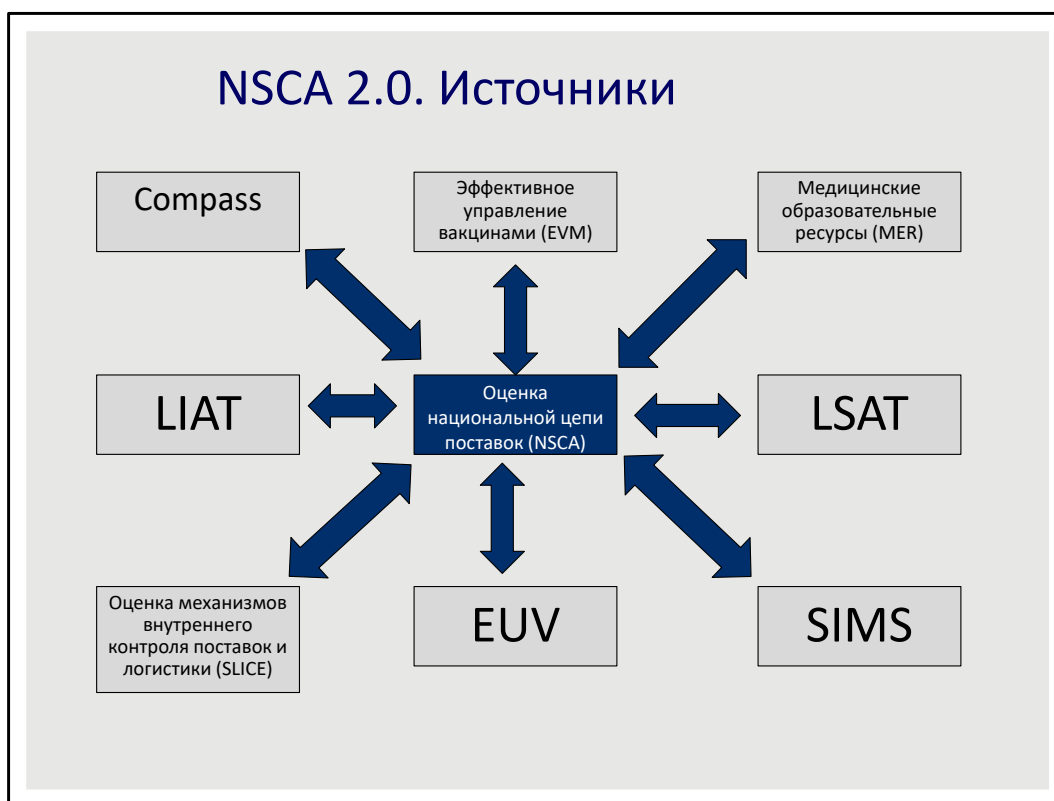 NSCA 2.0. Источники
Compass
Эффективное
управление
вакцинами (EVM)
Медицинские
образовательные
ресурсы (MER)
LIAT
Оценка
национальной цепи
поставок (NSCA)
LSAT
Оценка механизмов
внутреннего
контроля поставок и
логистики (SLICE)
EUV
SIMS